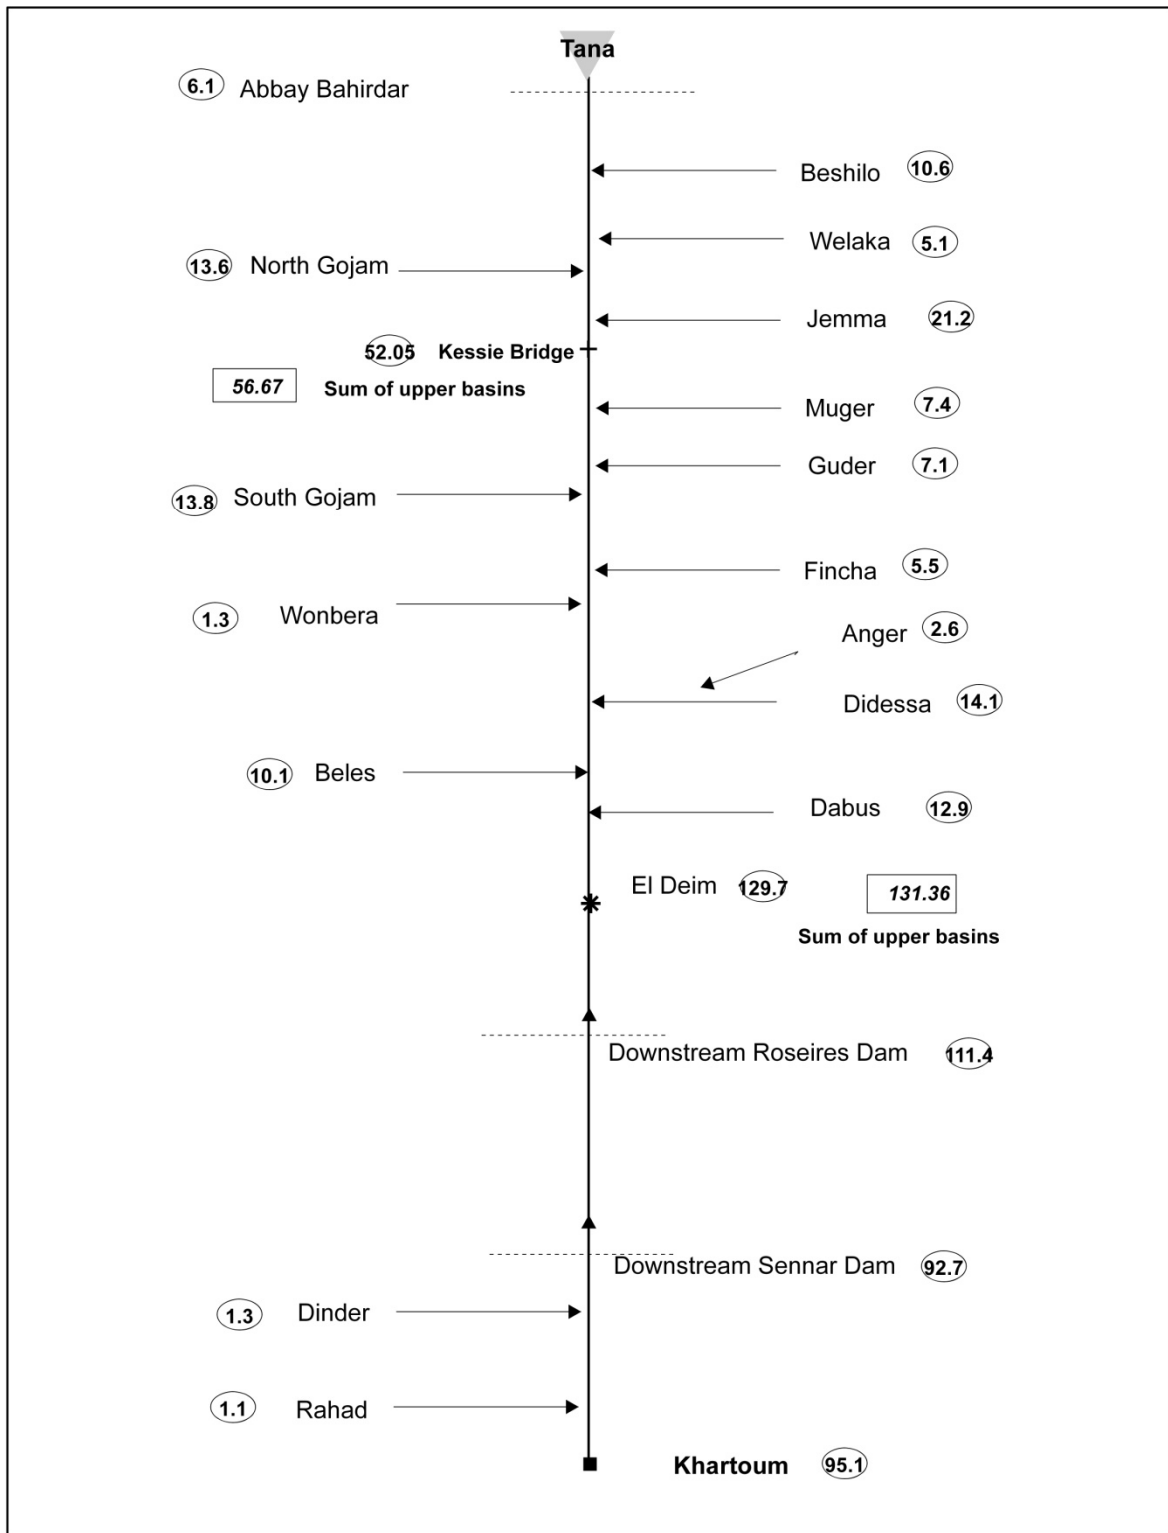 Tana
6.1 Abbay Bahirdar
Beshilo 10.6
Welaka 5.1
13.6 North Gojam
Jemma 21.2
52.05 Kessie Bridge
56.67 Sum of upper basins
Muger 7.4
Guder 7.1
13.8 South Gojam
Fincha 5.5
1.3 Wonbera
Anger 2.6
Didessa 14.1
10.1 Beles
Dabus 12.9
El Deim 129.7 131.36
Sum of upper basins
Downstream Roseires Dam 111.4
Downstream Sennar Dam 92.7
1.3 Dinder
1.1 Rahad
Khartoum 95.1